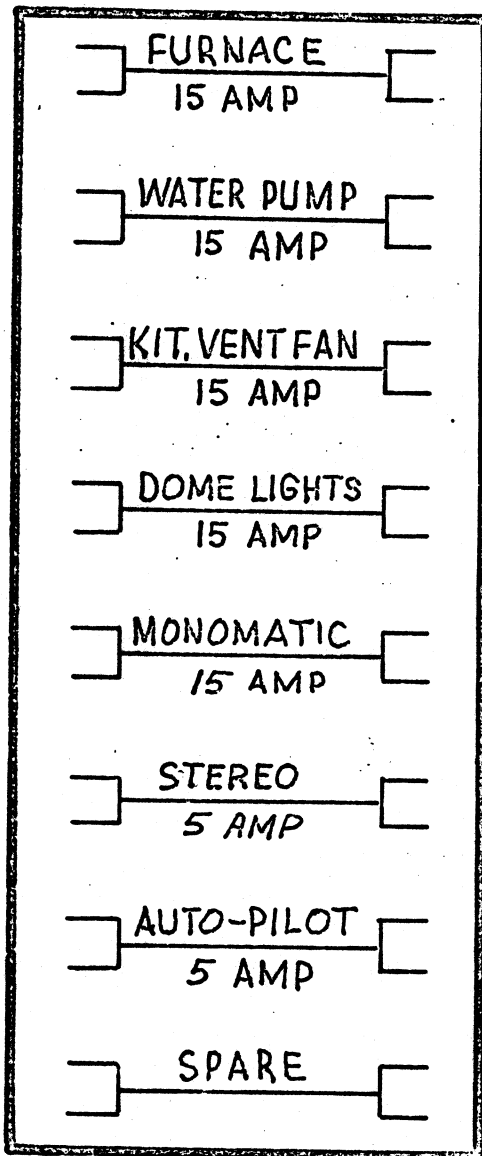 FURNACE
15 AMP
WATER PUMP
15 AMP
KIT. VENT FAN
15 AMP
DOME LIGHTS
15 AMP
MONOMATIC
15 AMP
STEREO
5 AMP
AUTO-PILOT
5 AMP
SPARE